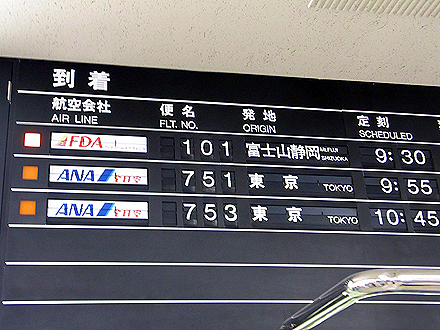 到着
航空会社 便名 発地 定刻
AIR LINE FLT. NO. ORIGIN SCHEDULED
FDA 101 富士山静岡 MT.FUJI SHIZUOKA 9:30
ANA 751 東京 TOKYO 9:55
ANA 753 東京 TOKYO 10:45